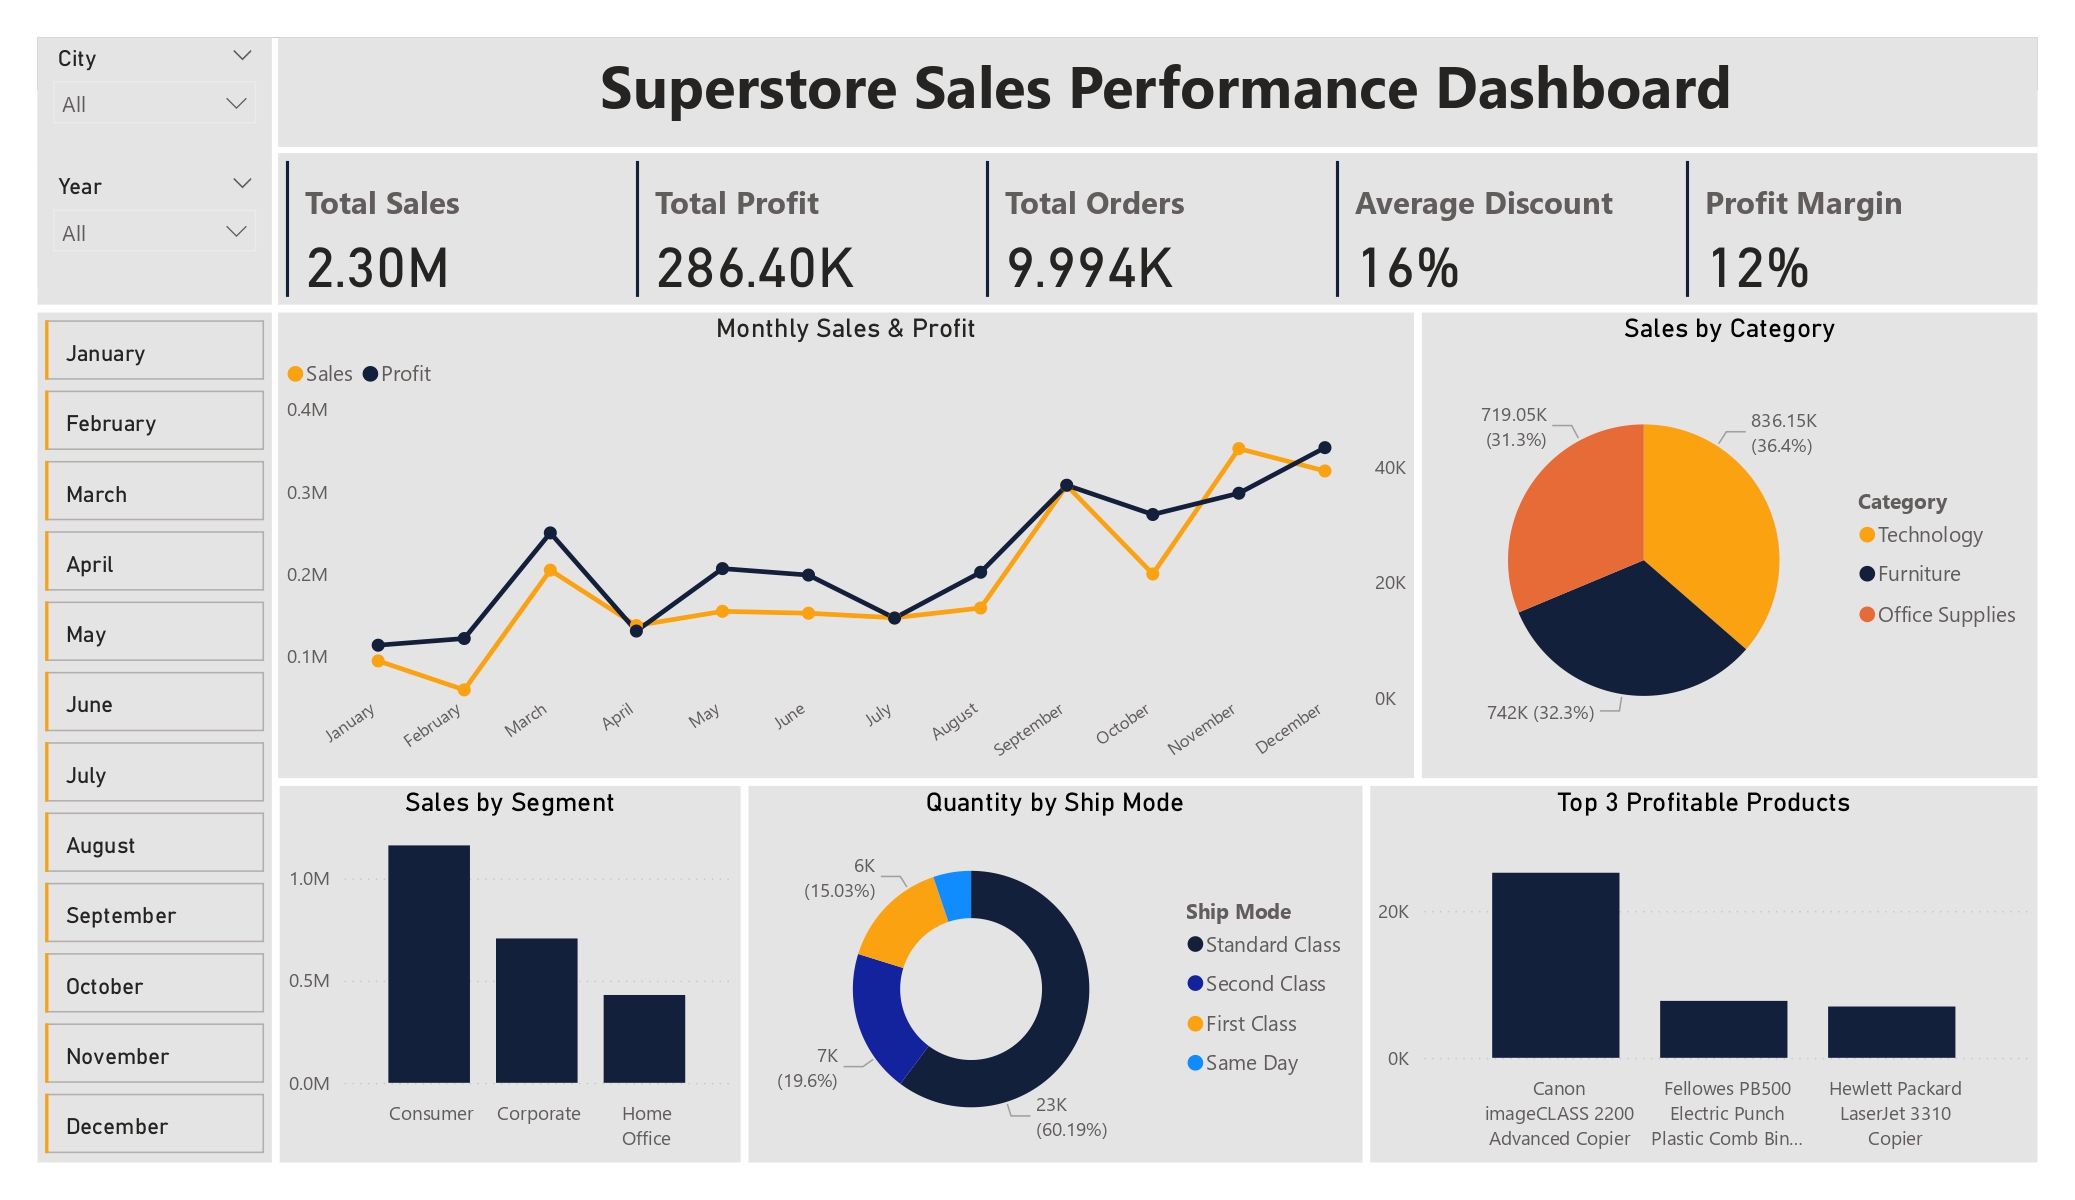 City
All
Year
All
Superstore Sales Performance Dashboard
Total Sales
2.30M
Total Profit
286.40K
Total Orders
9.994K
Average Discount
16%
Profit Margin
12%
January
February
March
April
May
June
July
August
September
October
November
December
Monthly Sales & Profit
Sales Profit
0.4M
0.3M
0.2M
0.1M
40K
20K
0K
January
February
March
April
May
June
July
August
September
October
November
December
Sales by Category
719.05K
(31.3%)
836.15K
(36.4%)
742K (32.3%)
Category
Technology
Furniture
Office Supplies
Sales by Segment
1.0M
0.5M
0.0M
Consumer
Corporate
Home
Office
Quantity by Ship Mode
6K
(15.03%)
7K
(19.6%)
23K
(60.19%)
Ship Mode
Standard Class
Second Class
First Class
Same Day
Top 3 Profitable Products
20K
0K
Canon
imageCLASS 2200
Advanced Copier
Fellowes PB500
Electric Punch
Plastic Comb Bin...
Hewlett Packard
LaserJet 3310
Copier